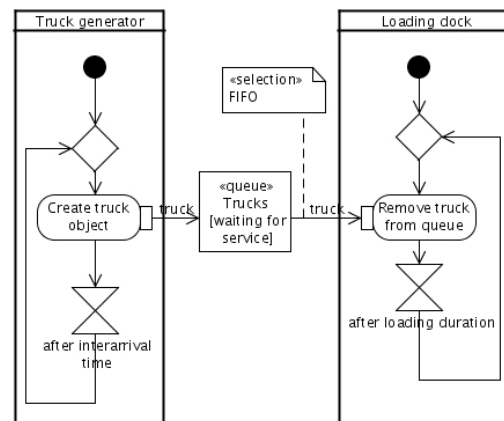 Truck generator
Loading dock
«selection»
FIFO
Create truck
object
truck
«queue»
Trucks
[waiting for
service]
truck
Remove truck
from queue
after interarrival
time
after loading duration